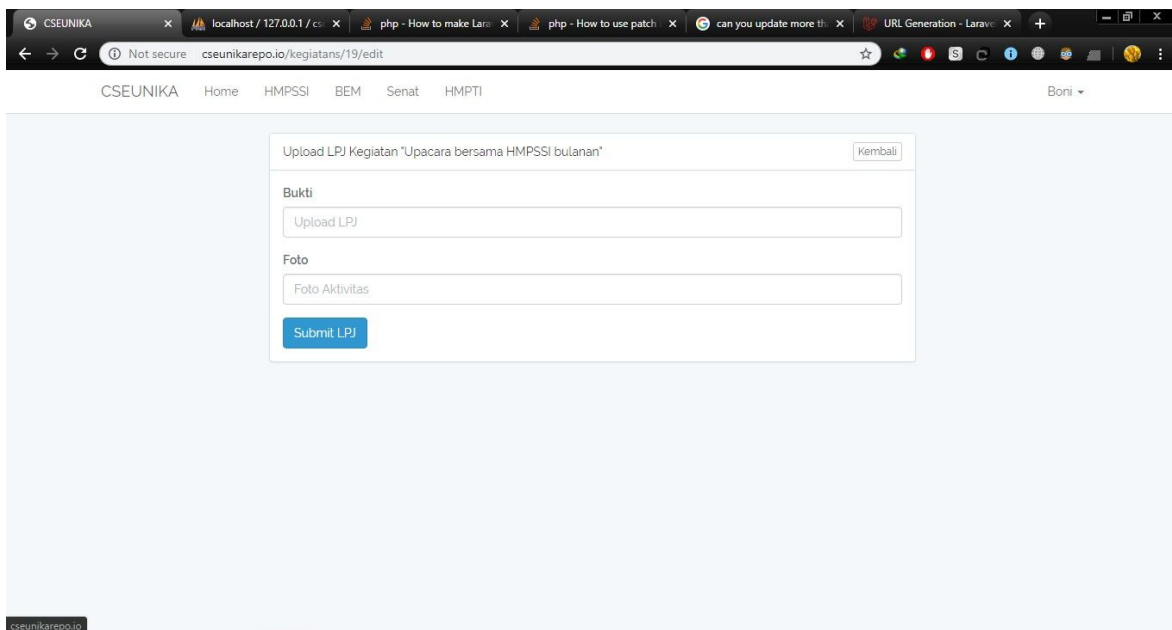 CSEUNIKA
localhost / 127.0.0.1 / cs
php - How to make Lara
php - How to use patch
can you update more th
URL Generation - Larave
Not secure cseunikarepo.io/kegiatans/19/edit
CSEUNIKA Home HMPSSI BEM Senat HMPTI Boni
Upload LPJ Kegiatan "Upacara bersama HMPSSI bulanan" Kembali
Bukti
Upload LPJ
Foto
Foto Aktivitas
Submit LPJ
cseunikarepo.io